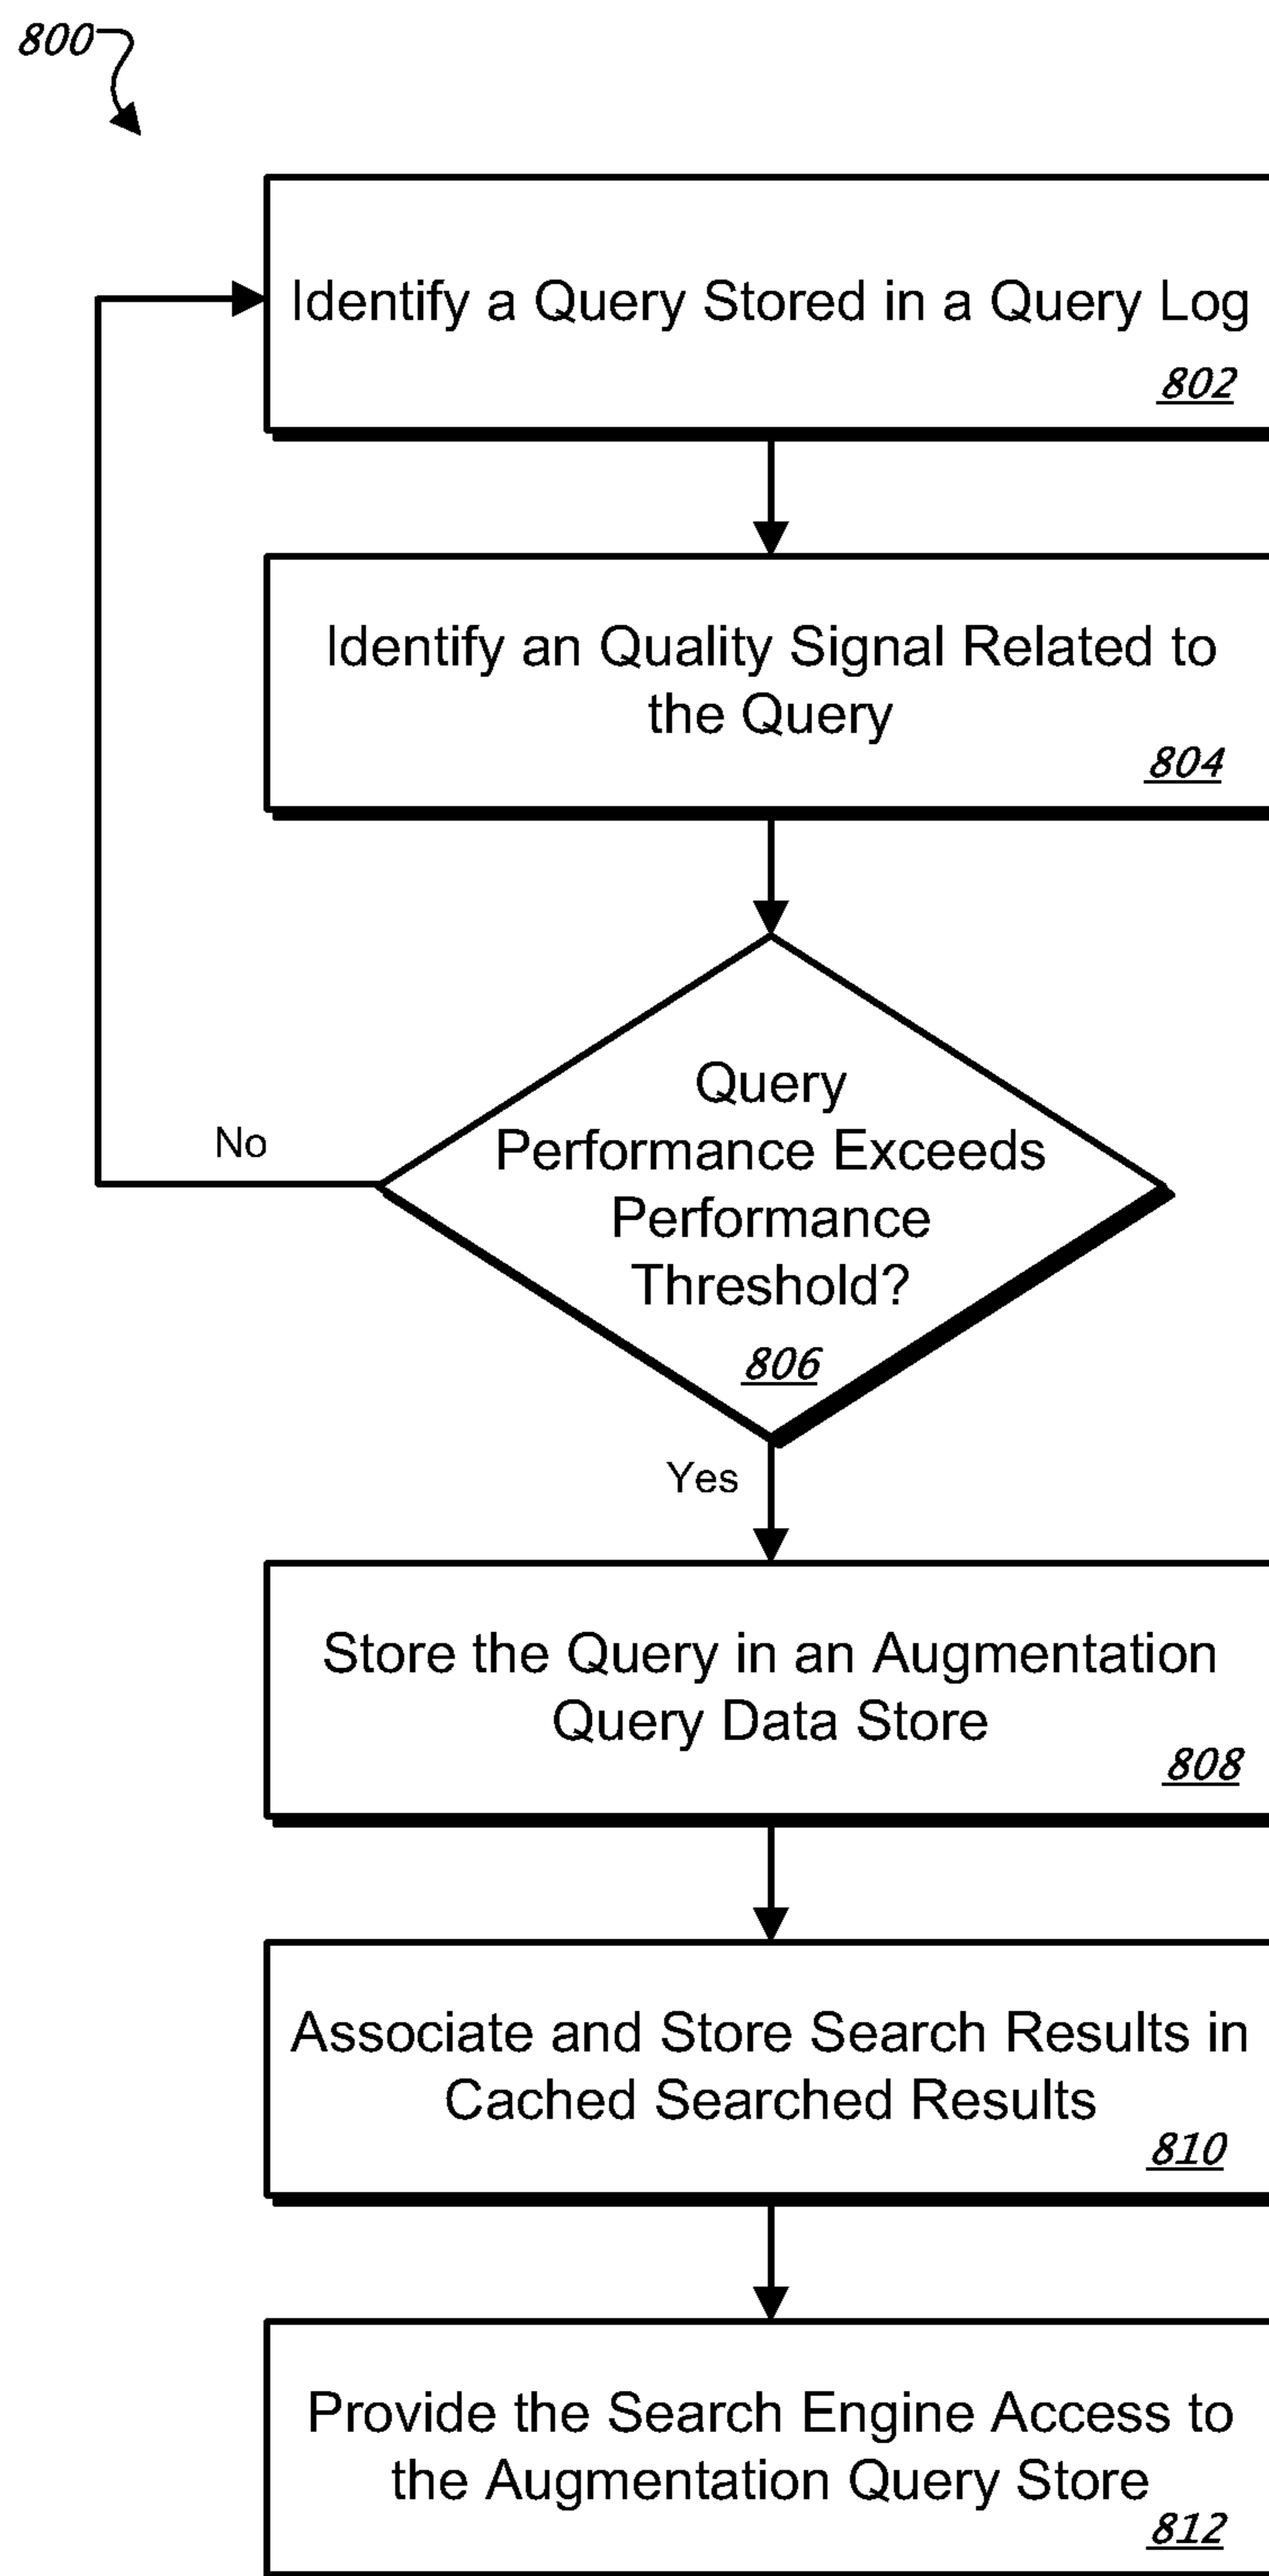 800
Identify a Query Stored in a Query Log
802
Identify an Quality Signal Related to
the Query
804
Query
Performance Exceeds
Performance
Threshold?
806
No
Yes
Store the Query in an Augmentation
Query Data Store
808
Associate and Store Search Results in
Cached Searched Results
810
Provide the Search Engine Access to
the Augmentation Query Store
812